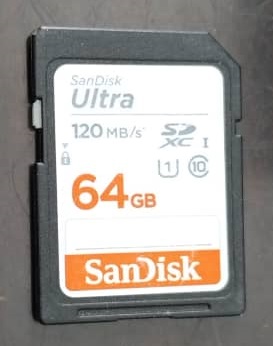 SanDisk
Ultra
120 MB/s*
SD XC I
1 10
64GB
SanDisk